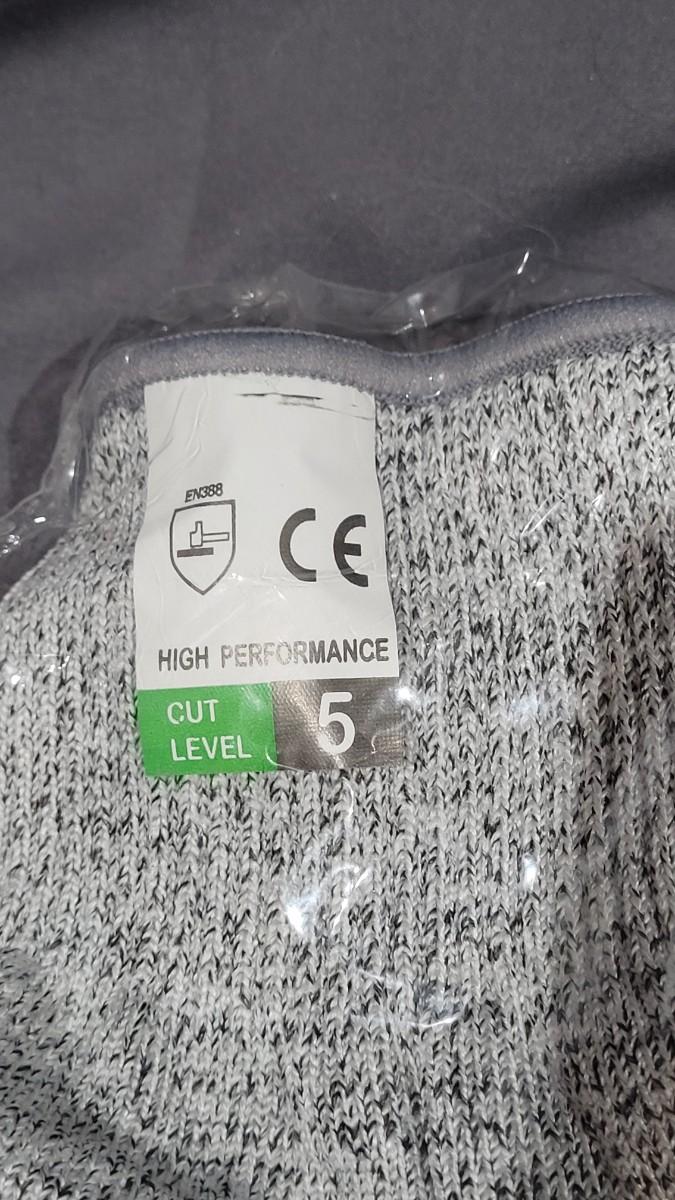 EN388
CE
HIGH PERFORMANCE
CUT
LEVEL
5